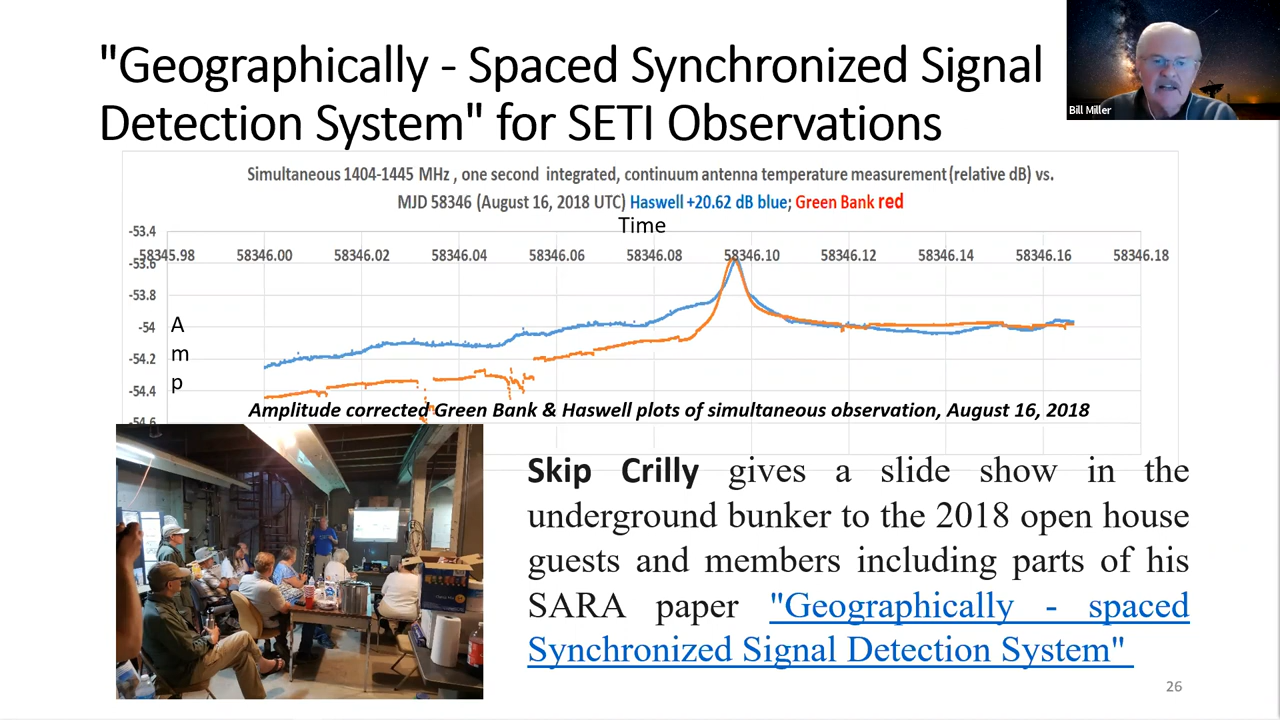 "Geographically - Spaced Synchronized Signal
Detection System" for SETI Observations
Bill Miller
Simultaneous 1404-1445 MHz , one second integrated, continuum antenna temperature measurement (relative dB) vs.
MJD 58346 (August 16, 2018 UTC) Haswell +20.62 dB blue; Green Bank red
Time
-53.4
58345.98 58346.00 58346.02 58346.04 58346.06 58346.08 58346.10 58346.12 58346.14 58346.16 58346.18
-53.6
-53.8
-54
-54.2
-54.4
-54.6
A
m
p
Amplitude corrected Green Bank & Haswell plots of simultaneous observation, August 16, 2018
Skip Crilly gives a slide show in the
underground bunker to the 2018 open house
guests and members including parts of his
SARA paper "Geographically - spaced
Synchronized Signal Detection System"
26